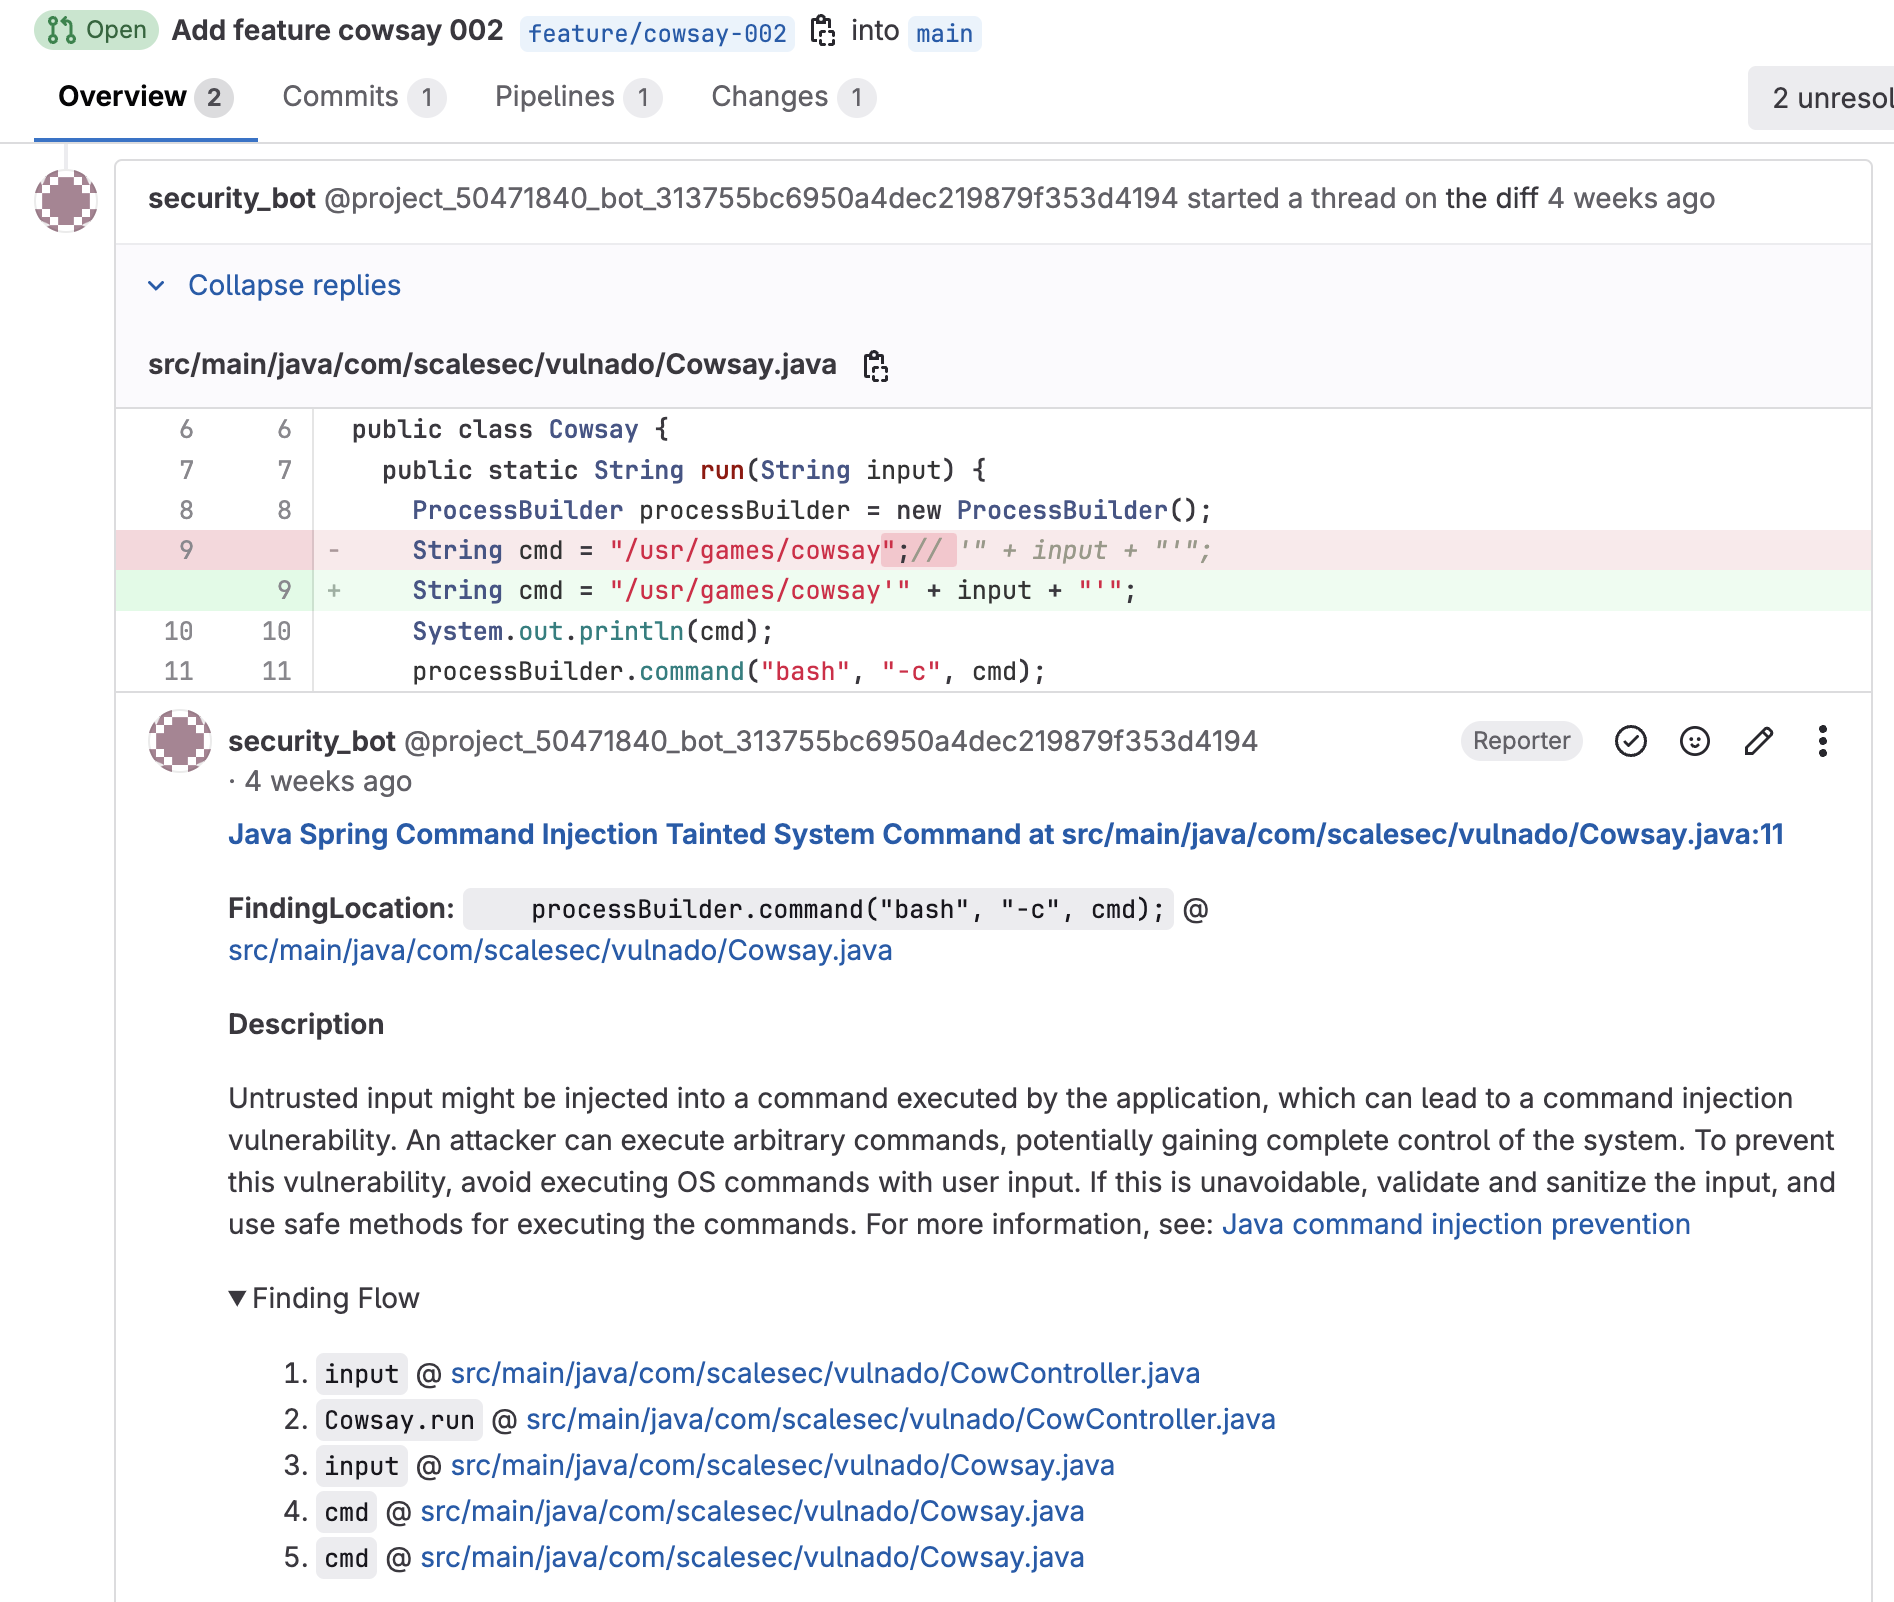 Open Add feature cowsay 002 feature/cowsay-002 into main
Overview 2 Commits 1 Pipelines 1 Changes 1 2 unresol
security_bot @project_50471840_bot_313755bc6950a4dec219879f353d4194 started a thread on the diff 4 weeks ago
Collapse replies
src/main/java/com/scalesec/vulnado/Cowsay.java
6 6 public class Cowsay {
7 7 public static String run(String input) {
8 8 ProcessBuilder processBuilder = new ProcessBuilder();
9 - String cmd = "/usr/games/cowsay";// '" + input + "'";
9 + String cmd = "/usr/games/cowsay'" + input + "'";
10 10 System.out.println(cmd);
11 11 processBuilder.command("bash", "-c", cmd);
security_bot @project_50471840_bot_313755bc6950a4dec219879f353d4194 Reporter
· 4 weeks ago
Java Spring Command Injection Tainted System Command at src/main/java/com/scalesec/vulnado/Cowsay.java:11
FindingLocation: processBuilder.command("bash", "-c", cmd); @
src/main/java/com/scalesec/vulnado/Cowsay.java
Description
Untrusted input might be injected into a command executed by the application, which can lead to a command injection
vulnerability. An attacker can execute arbitrary commands, potentially gaining complete control of the system. To prevent
this vulnerability, avoid executing OS commands with user input. If this is unavoidable, validate and sanitize the input, and
use safe methods for executing the commands. For more information, see: Java command injection prevention
▼ Finding Flow
1. input @ src/main/java/com/scalesec/vulnado/CowController.java
2. Cowsay.run @ src/main/java/com/scalesec/vulnado/CowController.java
3. input @ src/main/java/com/scalesec/vulnado/Cowsay.java
4. cmd @ src/main/java/com/scalesec/vulnado/Cowsay.java
5. cmd @ src/main/java/com/scalesec/vulnado/Cowsay.java